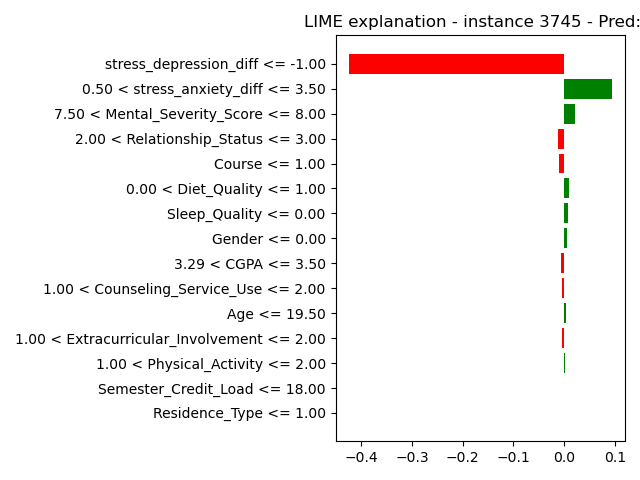 LIME explanation - instance 3745 - Pred:
stress_depression_diff <= -1.00
0.50 < stress_anxiety_diff <= 3.50
7.50 < Mental_Severity_Score <= 8.00
2.00 < Relationship_Status <= 3.00
Course <= 1.00
0.00 < Diet_Quality <= 1.00
Sleep_Quality <= 0.00
Gender <= 0.00
3.29 < CGPA <= 3.50
1.00 < Counseling_Service_Use <= 2.00
Age <= 19.50
1.00 < Extracurricular_Involvement <= 2.00
1.00 < Physical_Activity <= 2.00
Semester_Credit_Load <= 18.00
Residence_Type <= 1.00
−0.4 −0.3 −0.2 −0.1 0.0 0.1